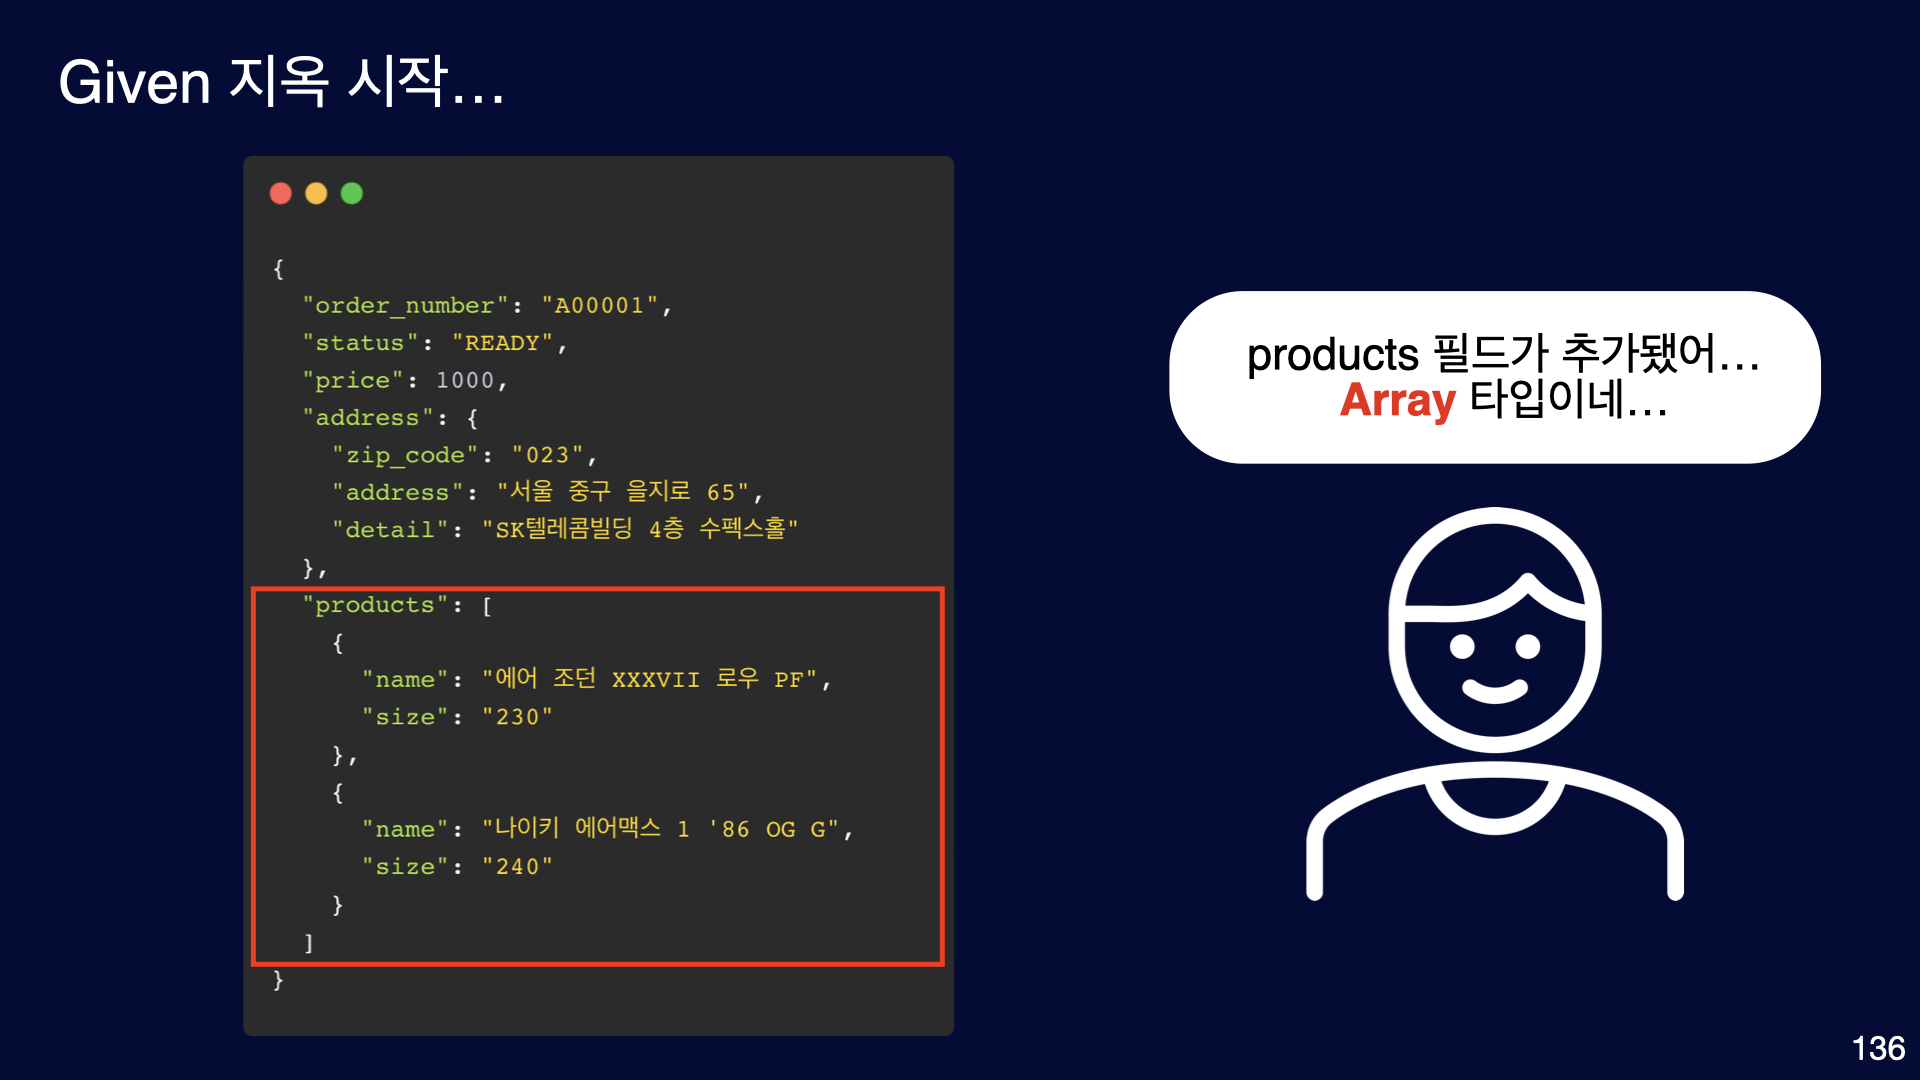 Given 지옥 시작...
{
"order_number": "A00001",
"status": "READY",
"price": 1000,
"address": {
"zip_code": "023",
"address": "서울 중구 을지로 65",
"detail": "SK텔레콤빌딩 4층 수펙스홀"
},
"products": [
{
"name": "에어 조던 XXXVII 로우 PF",
"size": "230"
},
{
"name": "나이키 에어맥스 1 '86 OG G",
"size": "240"
}
]
}
products 필드가 추가됐어...
Array 타입이네...
136